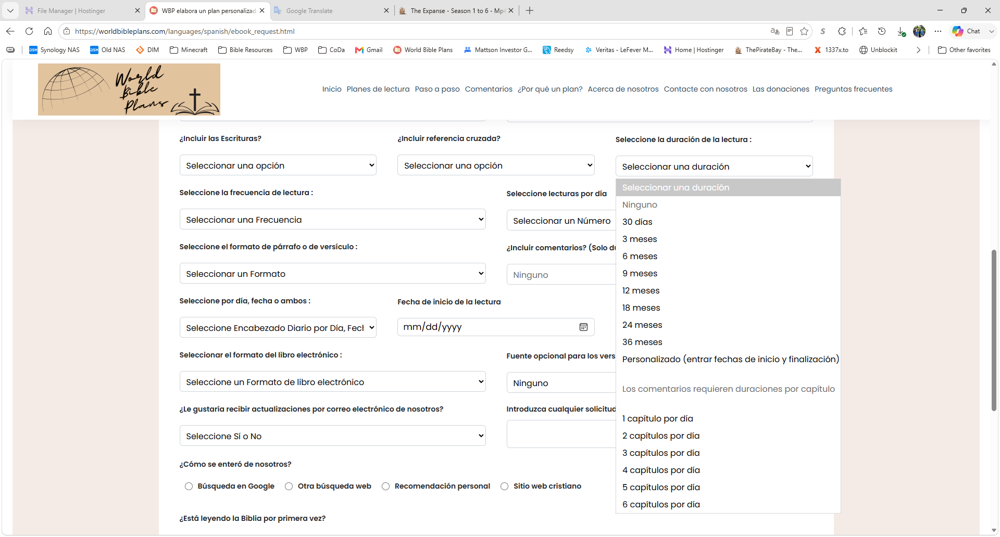 File Manager | Hostinger
WBP elabora un plan personalizad
Google Translate
The Expanse - Season 1 to 6 - Mp4
https://worldbibleplans.com/languages/spanish/ebook_request.html
Chat
Synology NAS
Old NAS
DIM
Minecraft
Bible Resources
WBP
CoDa
Gmail
World Bible Plans
Mattson Investor G...
Reedsy
Veritas - LeFever M...
Home | Hostinger
ThePirateBay - The...
1337x.to
Unblockit
Other favorites
World
Bible
Plans
Inicio Planes de lectura Paso a paso Comentarios ¿Por qué un plan? Acerca de nosotros Contacte con nosotros Las donaciones Preguntas frecuentes
¿Incluir las Escrituras?
Seleccionar una opción
¿Incluir referencia cruzada?
Seleccionar una opción
Seleccione la duración de la lectura :
Seleccionar una duración
Seleccionar una duración
Ninguno
30 días
3 meses
6 meses
9 meses
12 meses
18 meses
24 meses
36 meses
Personalizado (entrar fechas de inicio y finalización)
Los comentarios requieren duraciones por capítulo
1 capítulo por día
2 capítulos por día
3 capítulos por día
4 capítulos por día
5 capítulos por día
6 capítulos por día
Seleccione la frecuencia de lectura :
Seleccionar una Frecuencia
Seleccione lecturas por día
Seleccionar un Número
Seleccione el formato de párrafo o de versículo :
Seleccionar un Formato
¿Incluir comentarios? (Solo du
Ninguno
Seleccione por día, fecha o ambos :
Seleccione Encabezado Diario por Día, Fecl
Fecha de inicio de la lectura
mm/dd/yyyy
Seleccionar el formato del libro electrónico :
Seleccione un Formato de libro electrónico
Fuente opcional para los vers
Ninguno
¿Le gustaría recibir actualizaciones por correo electrónico de nosotros?
Seleccione Sí o No
Introduzca cualquier solicitud
¿Cómo se enteró de nosotros?
Búsqueda en Google
Otra búsqueda web
Recomendación personal
Sitio web cristiano
¿Está leyendo la Biblia por primera vez?